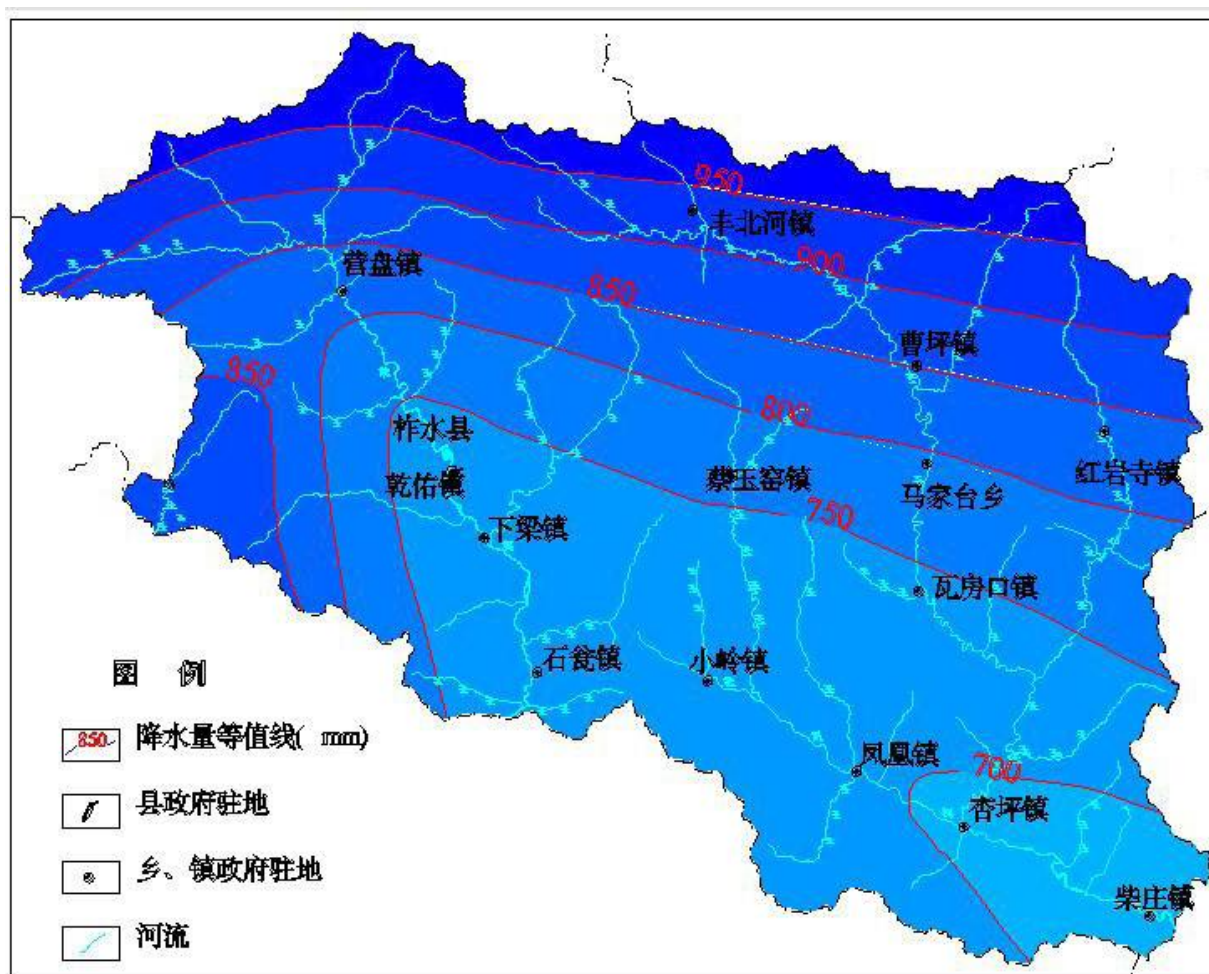 950
丰北河镇
900
营盘镇
850
曹坪镇
850
800
柞水县
红岩寺镇
乾佑镇
蔡玉窑镇
马家台乡
750
下梁镇
瓦房口镇
石瓮镇
小岭镇
凤凰镇
700
杏坪镇
柴庄镇
图 例
850 降水量等值线( mm)
县政府驻地
乡、镇政府驻地
河流